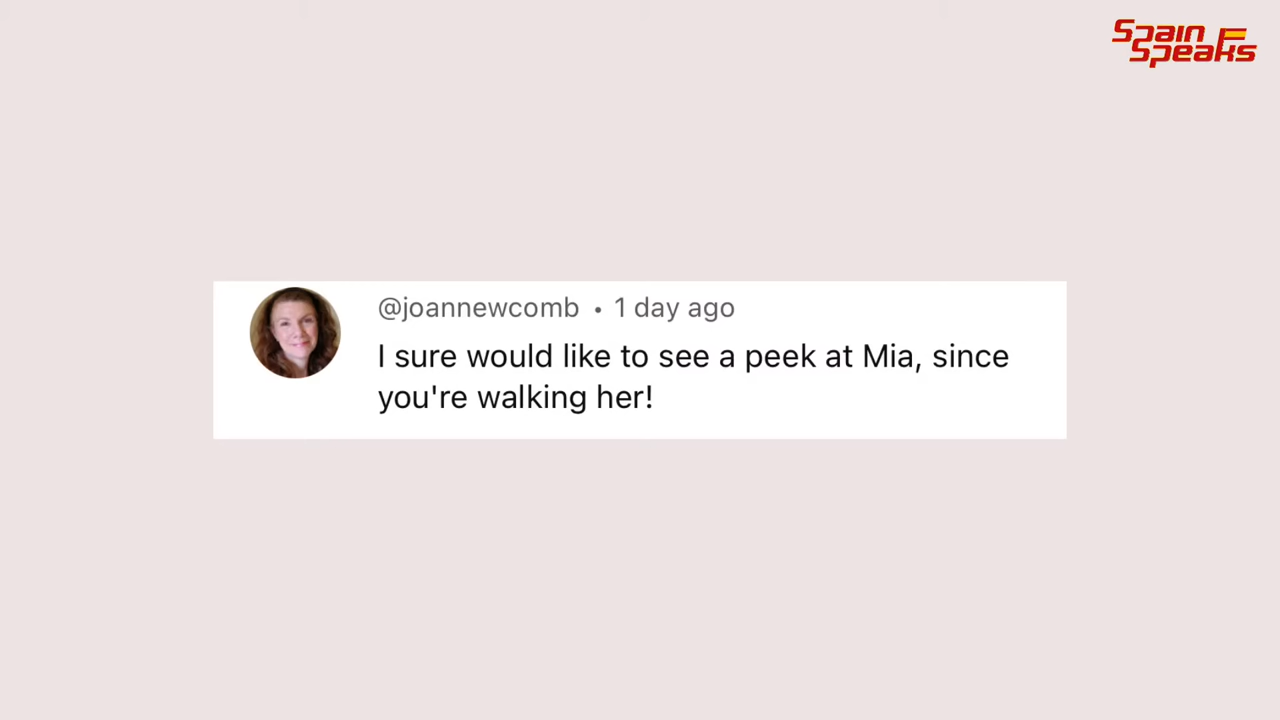 Spain
Speaks
@joannewcomb • 1 day ago
I sure would like to see a peek at Mia, since
you're walking her!